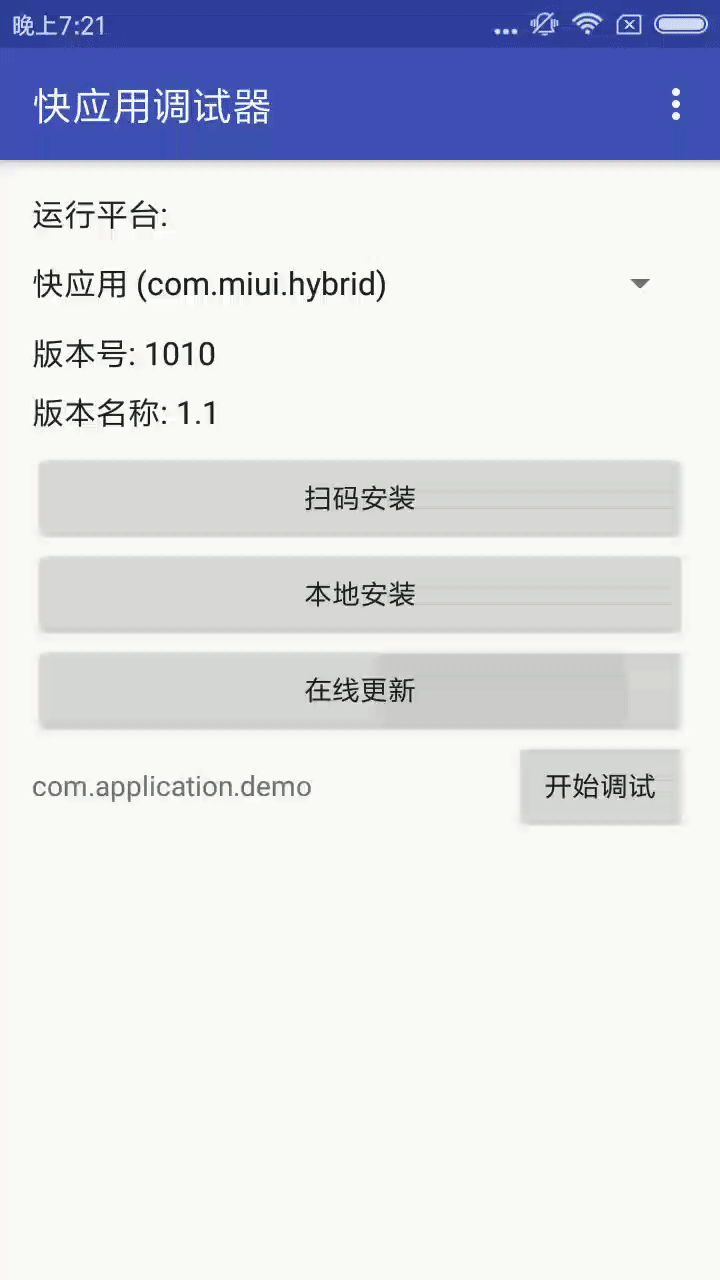 晚上7:21
快应用调试器
运行平台:
快应用 (com.miui.hybrid)
版本号: 1010
版本名称: 1.1
扫码安装
本地安装
在线更新
com.application.demo
开始调试